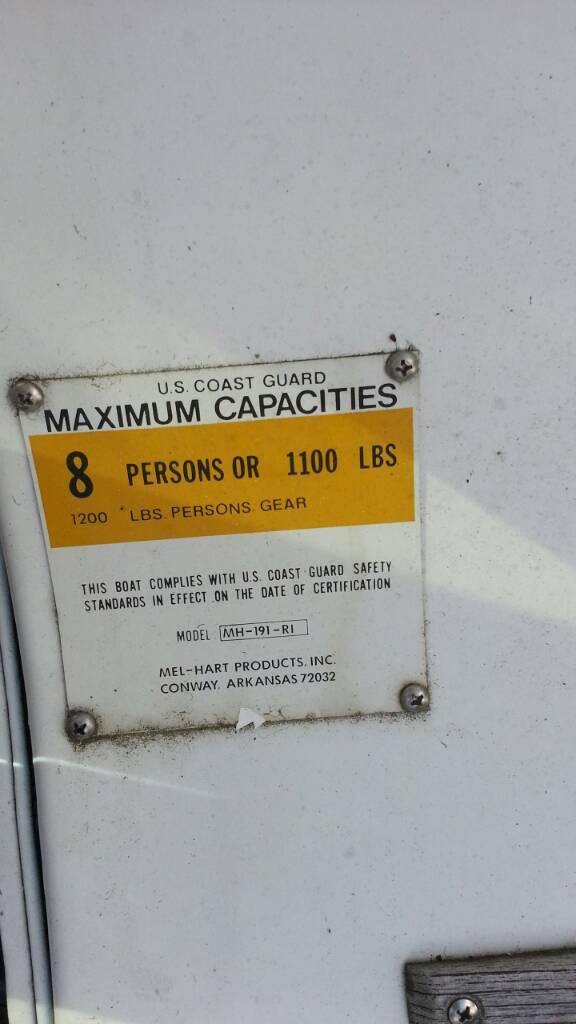 U.S. COAST GUARD
MAXIMUM CAPACITIES
8 PERSONS OR 1100 LBS
1200 LBS. PERSONS, GEAR
THIS BOAT COMPLIES WITH U.S. COAST GUARD SAFETY
STANDARDS IN EFFECT ON THE DATE OF CERTIFICATION
MODEL MH-191-RI
MEL-HART PRODUCTS, INC.
CONWAY, ARKANSAS 72032